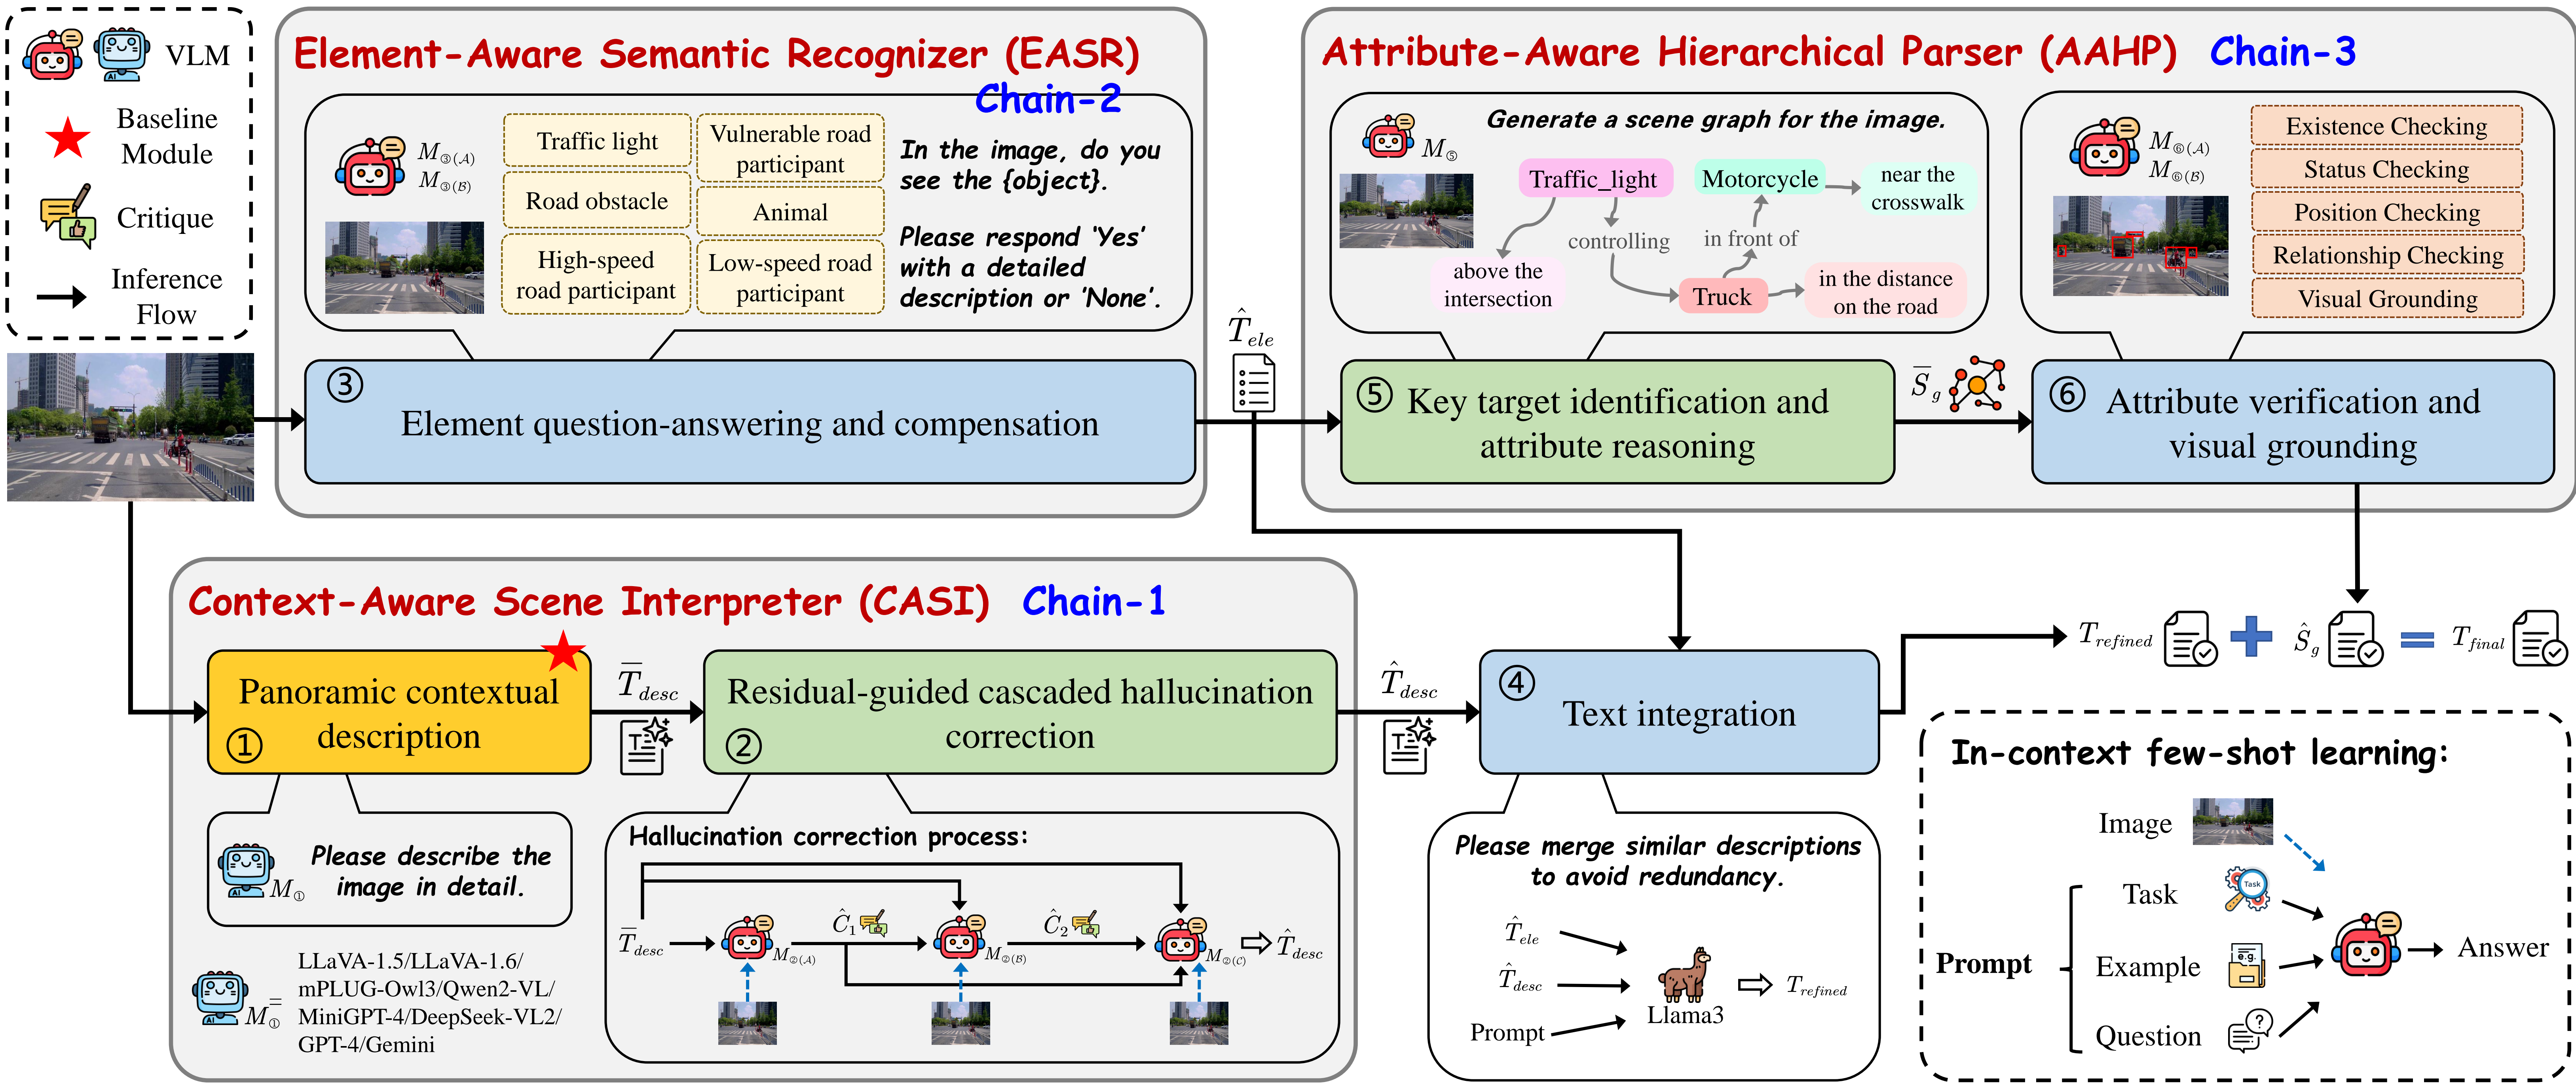 VLM
Baseline
Module
Critique
Inference
Flow
Element-Aware Semantic Recognizer (EASR)
Chain-2
M③(A)
M③(B)
Traffic light
Vulnerable road
participant
Road obstacle
Animal
High-speed
road participant
Low-speed road
participant
In the image, do you
see the {object}.
Please respond 'Yes'
with a detailed
description or 'None'.
③
Element question-answering and compensation
T̂ele
Attribute-Aware Hierarchical Parser (AAHP) Chain-3
M⑤
Generate a scene graph for the image.
Traffic_light
Motorcycle
near the
crosswalk
controlling
in front of
above the
intersection
Truck
in the distance
on the road
M⑥(A)
M⑥(B)
Existence Checking
Status Checking
Position Checking
Relationship Checking
Visual Grounding
⑤ Key target identification and
attribute reasoning
S̅g
⑥ Attribute verification and
visual grounding
Context-Aware Scene Interpreter (CASI) Chain-1
Panoramic contextual
① description
T̅desc
Residual-guided cascaded hallucination
② correction
T̂desc
④
Text integration
Trefined
Ŝg
Tfinal
AI
M①
Please describe the
image in detail.
AI
M① =
LLaVA-1.5/LLaVA-1.6/
mPLUG-Owl3/Qwen2-VL/
MiniGPT-4/DeepSeek-VL2/
GPT-4/Gemini
Hallucination correction process:
T̅desc
M②(A)
Ĉ1
M②(B)
Ĉ2
M②(C)
T̂desc
Please merge similar descriptions
to avoid redundancy.
T̂ele
T̂desc
Prompt
Llama3
Trefined
In-context few-shot learning:
Image
Prompt
Task
Task
Example
e.g.
Question
?
Answer